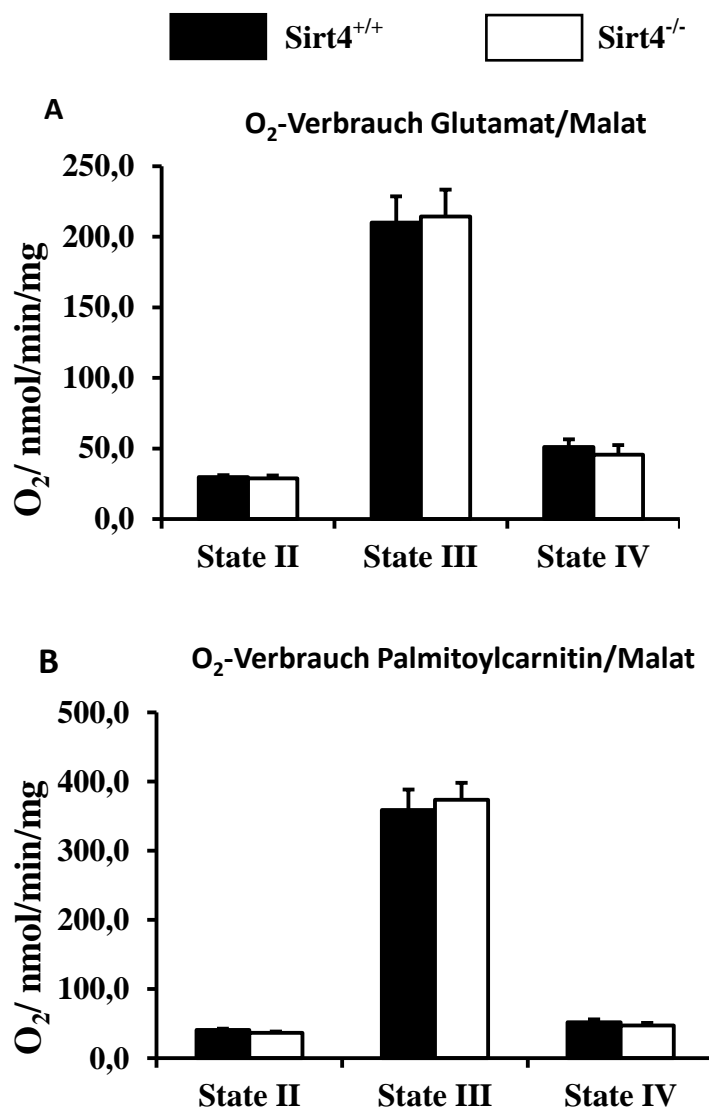 Sirt4+/+ Sirt4-/-
A
O2-Verbrauch Glutamat/Malat
O2/ nmol/min/mg
250,0
200,0
150,0
100,0
50,0
0,0
State II State III State IV
B
O2-Verbrauch Palmitoylcarnitin/Malat
O2/ nmol/min/mg
500,0
400,0
300,0
200,0
100,0
0,0
State II State III State IV